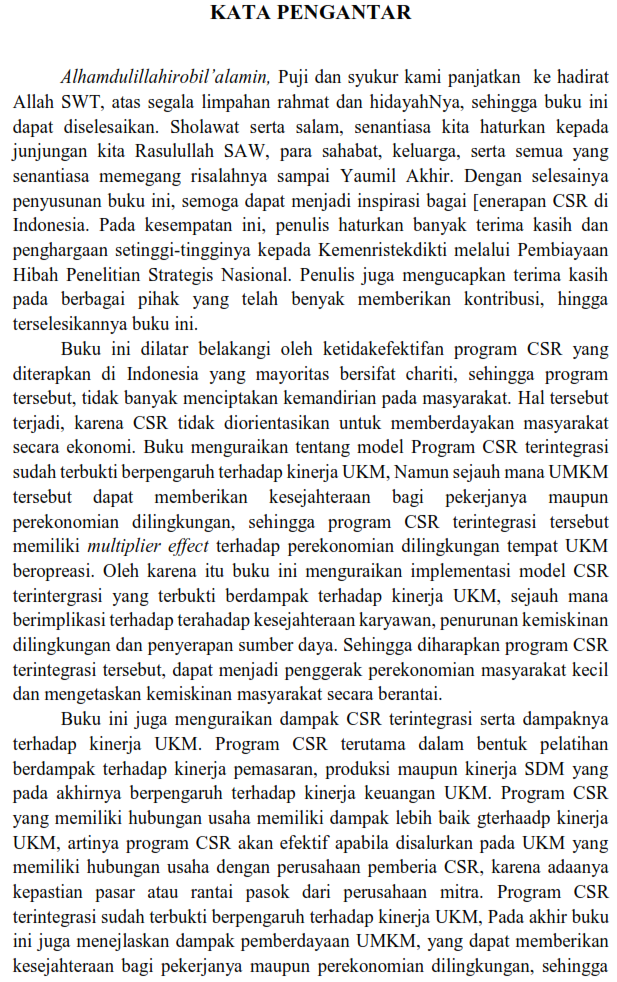 KATA PENGANTAR
Alhamdulillahirobil’alamin, Puji dan syukur kami panjatkan ke hadirat
Allah SWT, atas segala limpahan rahmat dan hidayahNya, sehingga buku ini
dapat diselesaikan. Sholawat serta salam, senantiasa kita haturkan kepada
junjungan kita Rasulullah SAW, para sahabat, keluarga, serta semua yang
senantiasa memegang risalahnya sampai Yaumil Akhir. Dengan selesainya
penyusunan buku ini, semoga dapat menjadi inspirasi bagai [enerapan CSR di
Indonesia. Pada kesempatan ini, penulis haturkan banyak terima kasih dan
penghargaan setinggi-tingginya kepada Kemenristekdikti melalui Pembiayaan
Hibah Penelitian Strategis Nasional. Penulis juga mengucapkan terima kasih
pada berbagai pihak yang telah banyak memberikan kontribusi, hingga
terselesikannya buku ini.
Buku ini dilatar belakangi oleh ketidakefektifan program CSR yang
diterapkan di Indonesia yang mayoritas bersifat chariti, sehingga program
tersebut, tidak banyak menciptakan kemandirian pada masyarakat. Hal tersebut
terjadi, karena CSR tidak diorientasikan untuk memberdayakan masyarakat
secara ekonomi. Buku menguraikan tentang model Program CSR terintegrasi
sudah terbukti berpengaruh terhadap kinerja UKM, Namun sejauh mana UMKM
tersebut dapat memberikan kesejahteraan bagi pekerjanya maupun
perekonomian dilingkungan, sehingga program CSR terintegrasi tersebut
memiliki multiplier effect terhadap perekonomian dilingkungan tempat UKM
beropreasi. Oleh karena itu buku ini menguraikan implementasi model CSR
terintergrasi yang terbukti berdampak terhadap kinerja UKM, sejauh mana
berimplikasi terhadap terahadap kesejahteraan karyawan, penurunan kemiskinan
dilingkungan dan penyerapan sumber daya. Sehingga diharapkan program CSR
terintegrasi tersebut, dapat menjadi penggerak perekonomian masyarakat kecil
dan mengetaskan kemiskinan masyarakat secara berantai.
Buku ini juga menguraikan dampak CSR terintegrasi serta dampaknya
terhadap kinerja UKM. Program CSR terutama dalam bentuk pelatihan
berdampak terhadap kinerja pemasaran, produksi maupun kinerja SDM yang
pada akhirnya berpengaruh terhadap kinerja keuangan UKM. Program CSR
yang memiliki hubungan usaha memiliki dampak lebih baik gterhaadp kinerja
UKM, artinya program CSR akan efektif apabila disalurkan pada UKM yang
memiliki hubungan usaha dengan perusahaan pemberia CSR, karena adaanya
kepastian pasar atau rantai pasok dari perusahaan mitra. Program CSR
terintegrasi sudah terbukti berpengaruh terhadap kinerja UKM, Pada akhir buku
ini juga menejlaskan dampak pemberdayaan UMKM, yang dapat memberikan
kesejahteraan bagi pekerjanya maupun perekonomian dilingkungan, sehingga